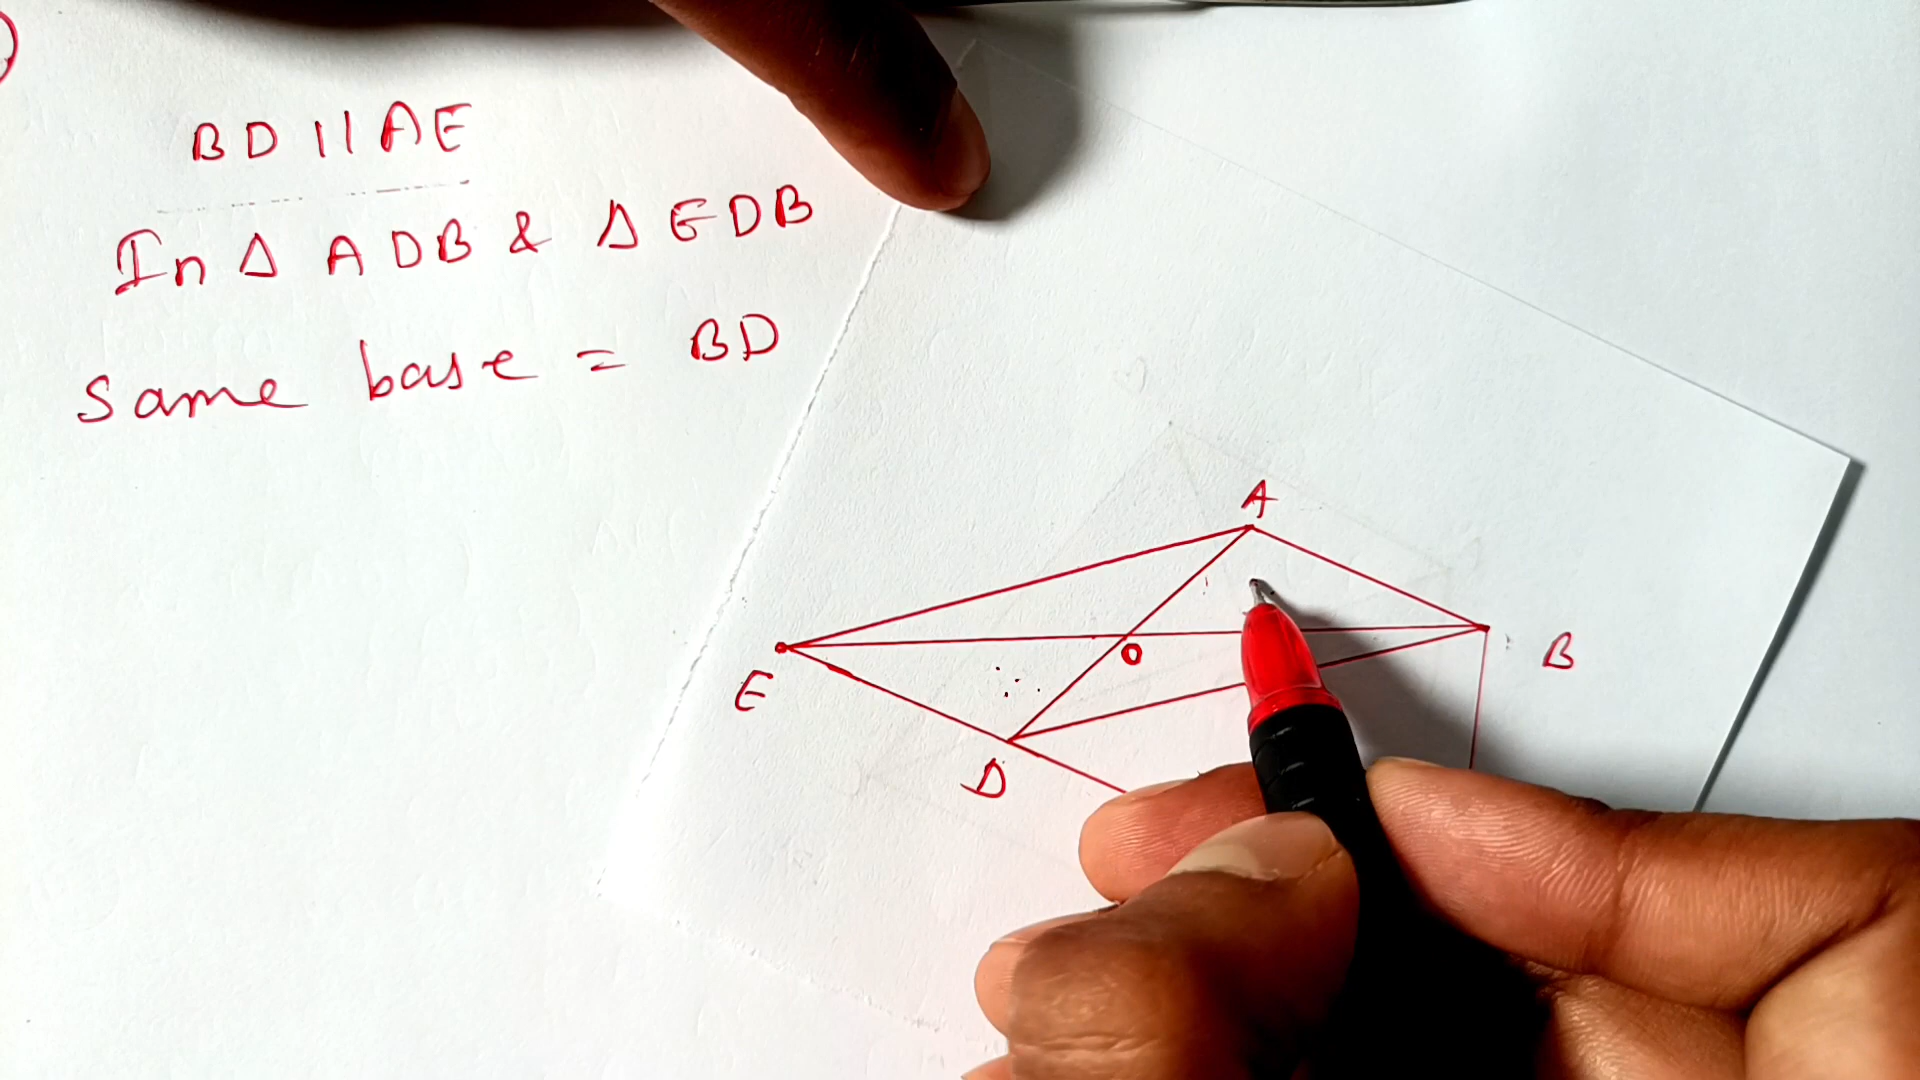 BD || AE
In Δ ADB & Δ EDB
Same base = BD
A
B
O
E
D